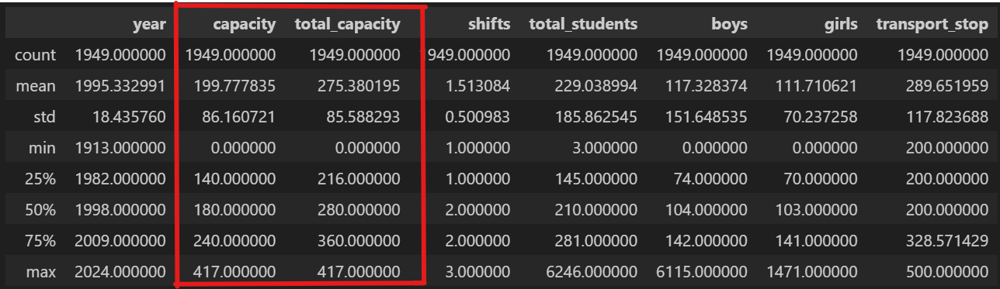 year capacity total_capacity shifts total_students boys girls transport_stop
count 1949.000000 1949.000000 1949.000000 1949.000000 1949.000000 1949.000000 1949.000000 1949.000000
mean 1995.332991 199.777835 275.380195 1.513084 229.038994 117.328374 111.710621 289.651959
std 18.435760 86.160721 85.588293 0.500983 185.862545 151.648535 70.237258 117.823688
min 1913.000000 0.000000 0.000000 1.000000 3.000000 0.000000 0.000000 200.000000
25% 1982.000000 140.000000 216.000000 1.000000 145.000000 74.000000 70.000000 200.000000
50% 1998.000000 180.000000 280.000000 2.000000 210.000000 104.000000 103.000000 200.000000
75% 2009.000000 240.000000 360.000000 2.000000 281.000000 142.000000 141.000000 328.571429
max 2024.000000 417.000000 417.000000 3.000000 6246.000000 6115.000000 1471.000000 500.000000